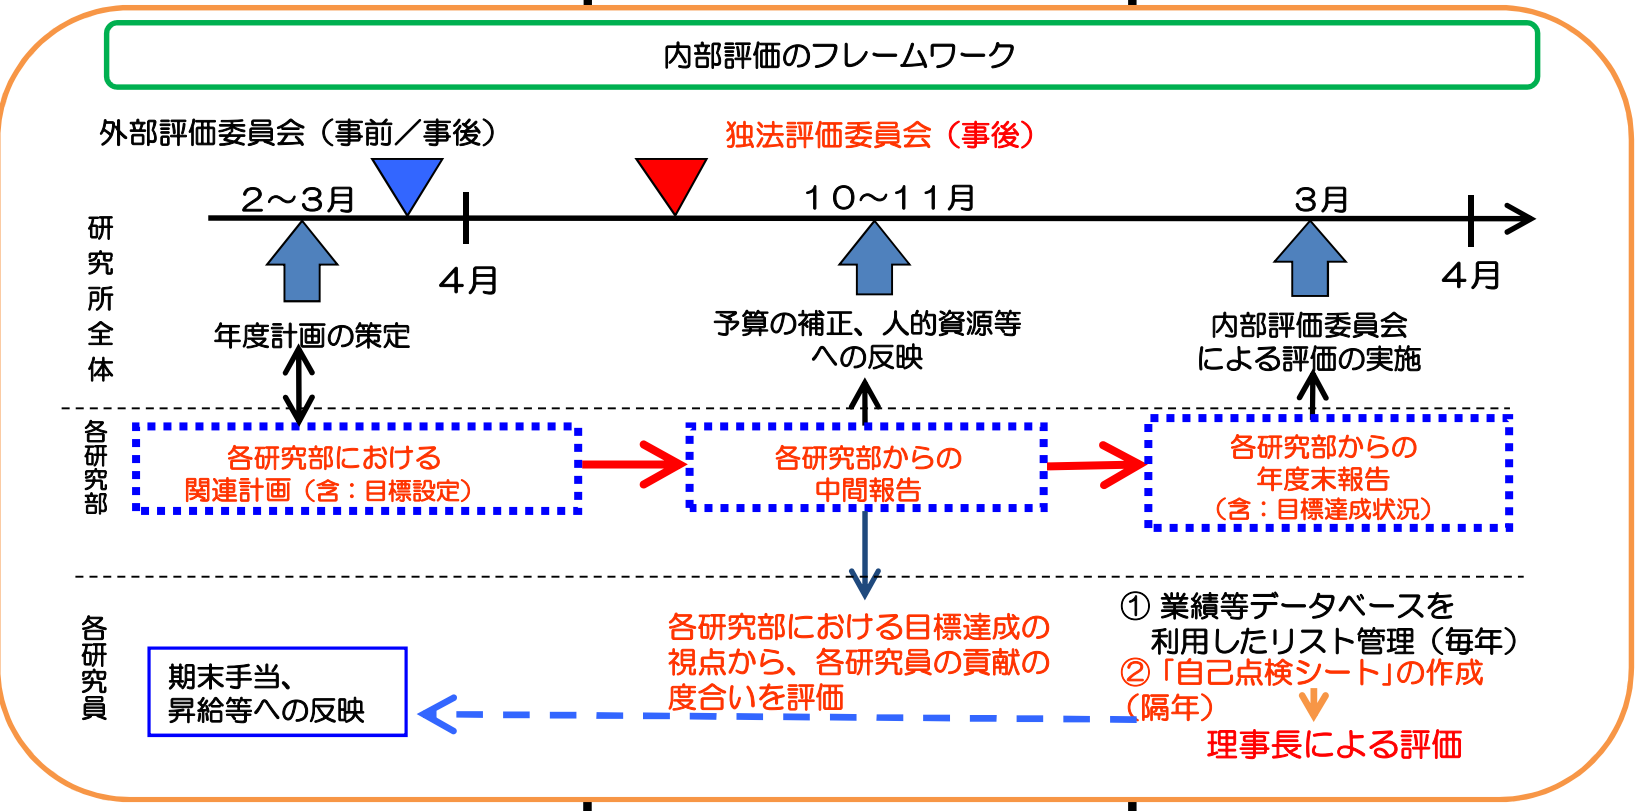 内部評価のフレームワーク
外部評価委員会（事前／事後）
独法評価委員会（事後）
２～３月
１０～１１月
３月
４月
４月
研究所全体
年度計画の策定
予算の補正、人的資源等
への反映
内部評価委員会
による評価の実施
各研究部
各研究部における
関連計画（含：目標設定）
各研究部からの
中間報告
各研究部からの
年度末報告
（含：目標達成状況）
各研究員
期末手当、
昇給等への反映
各研究部における目標達成の
視点から、各研究員の貢献の
度合いを評価
① 業績等データベースを
利用したリスト管理（毎年）
②「自己点検シート」の作成
（隔年）
理事長による評価